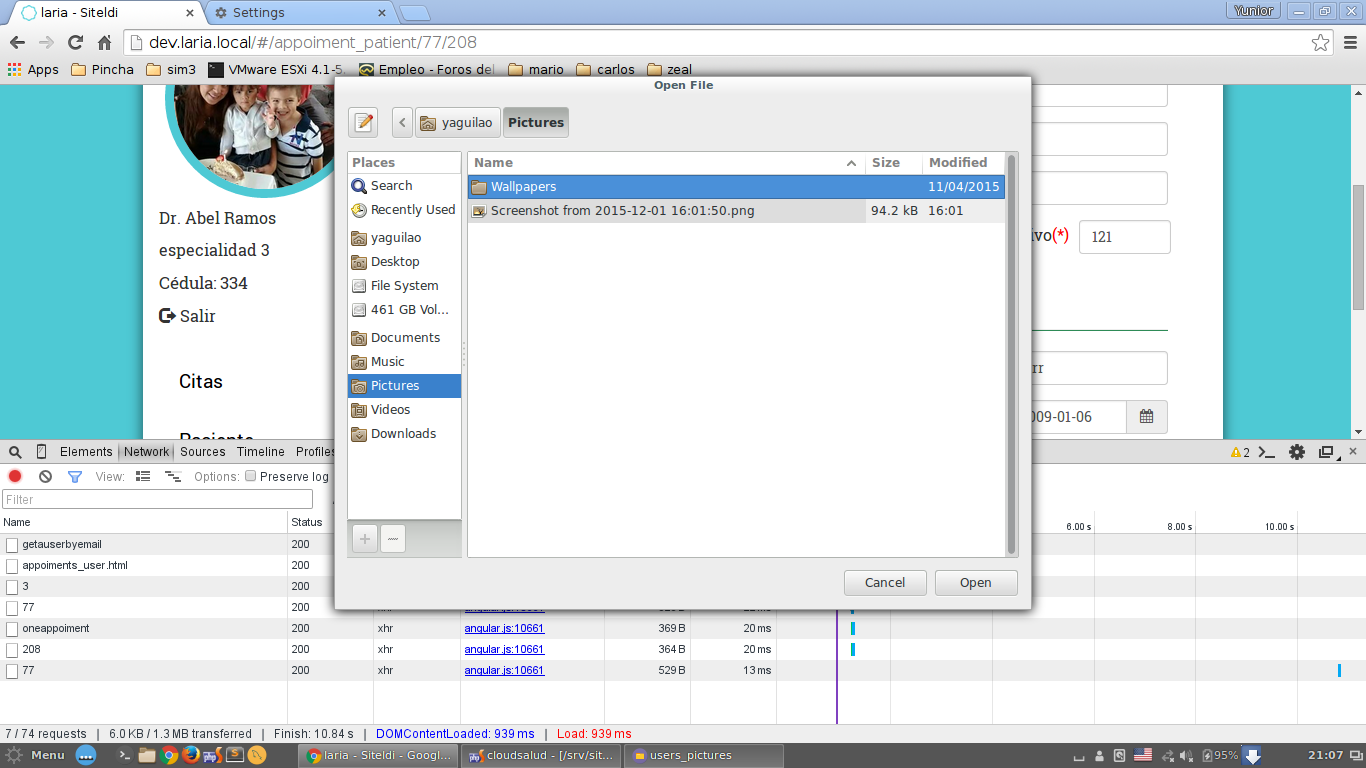 laria - Siteldi
Settings
Yunior
dev.laria.local/#/appoiment_patient/77/208
Apps Pincha sim3 VMware ESXi 4.1-5. Empleo - Foros del mario carlos zeal
Open File
yaguilao Pictures
Places
Search
Recently Used
yaguilao
Desktop
File System
461 GB Vol...
Documents
Music
Pictures
Videos
Downloads
Name Size Modified
Wallpapers 11/04/2015
Screenshot from 2015-12-01 16:01:50.png 94.2 kB 16:01
Cancel Open
Dr. Abel Ramos
especialidad 3
Cédula: 334
Salir
Citas
ivo(*) 121
rr
009-01-06
Elements Network Sources Timeline Profiles
2
View: Options: Preserve log
Filter
Name Status 6.00 s 8.00 s 10.00 s
getauserbyemail 200
appoiments_user.html 200
3 200
77 200 xhr angular.js:10661
oneappoiment 200 xhr angular.js:10661 369 B 20 ms
208 200 xhr angular.js:10661 364 B 20 ms
77 200 xhr angular.js:10661 529 B 13 ms
7 / 74 requests | 6.0 KB / 1.3 MB transferred | Finish: 10.84 s | DOMContentLoaded: 939 ms | Load: 939 ms
Menu laria - Siteldi - Googl... cloudsalud - [/srv/sit... users_pictures 95% 21:07